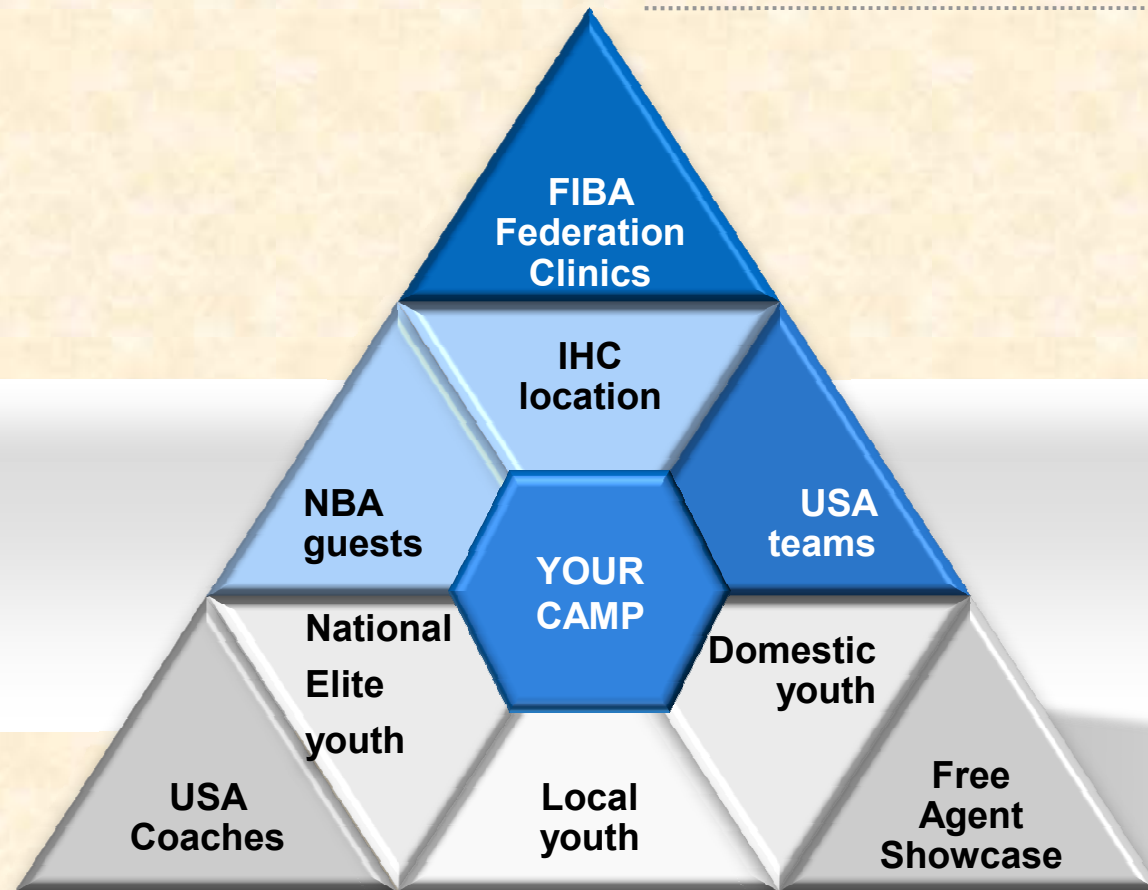 FIBA
Federation
Clinics
IHC
location
NBA
guests
USA
teams
YOUR
CAMP
National
Elite
youth
Domestic
youth
USA
Coaches
Local
youth
Free
Agent
Showcase